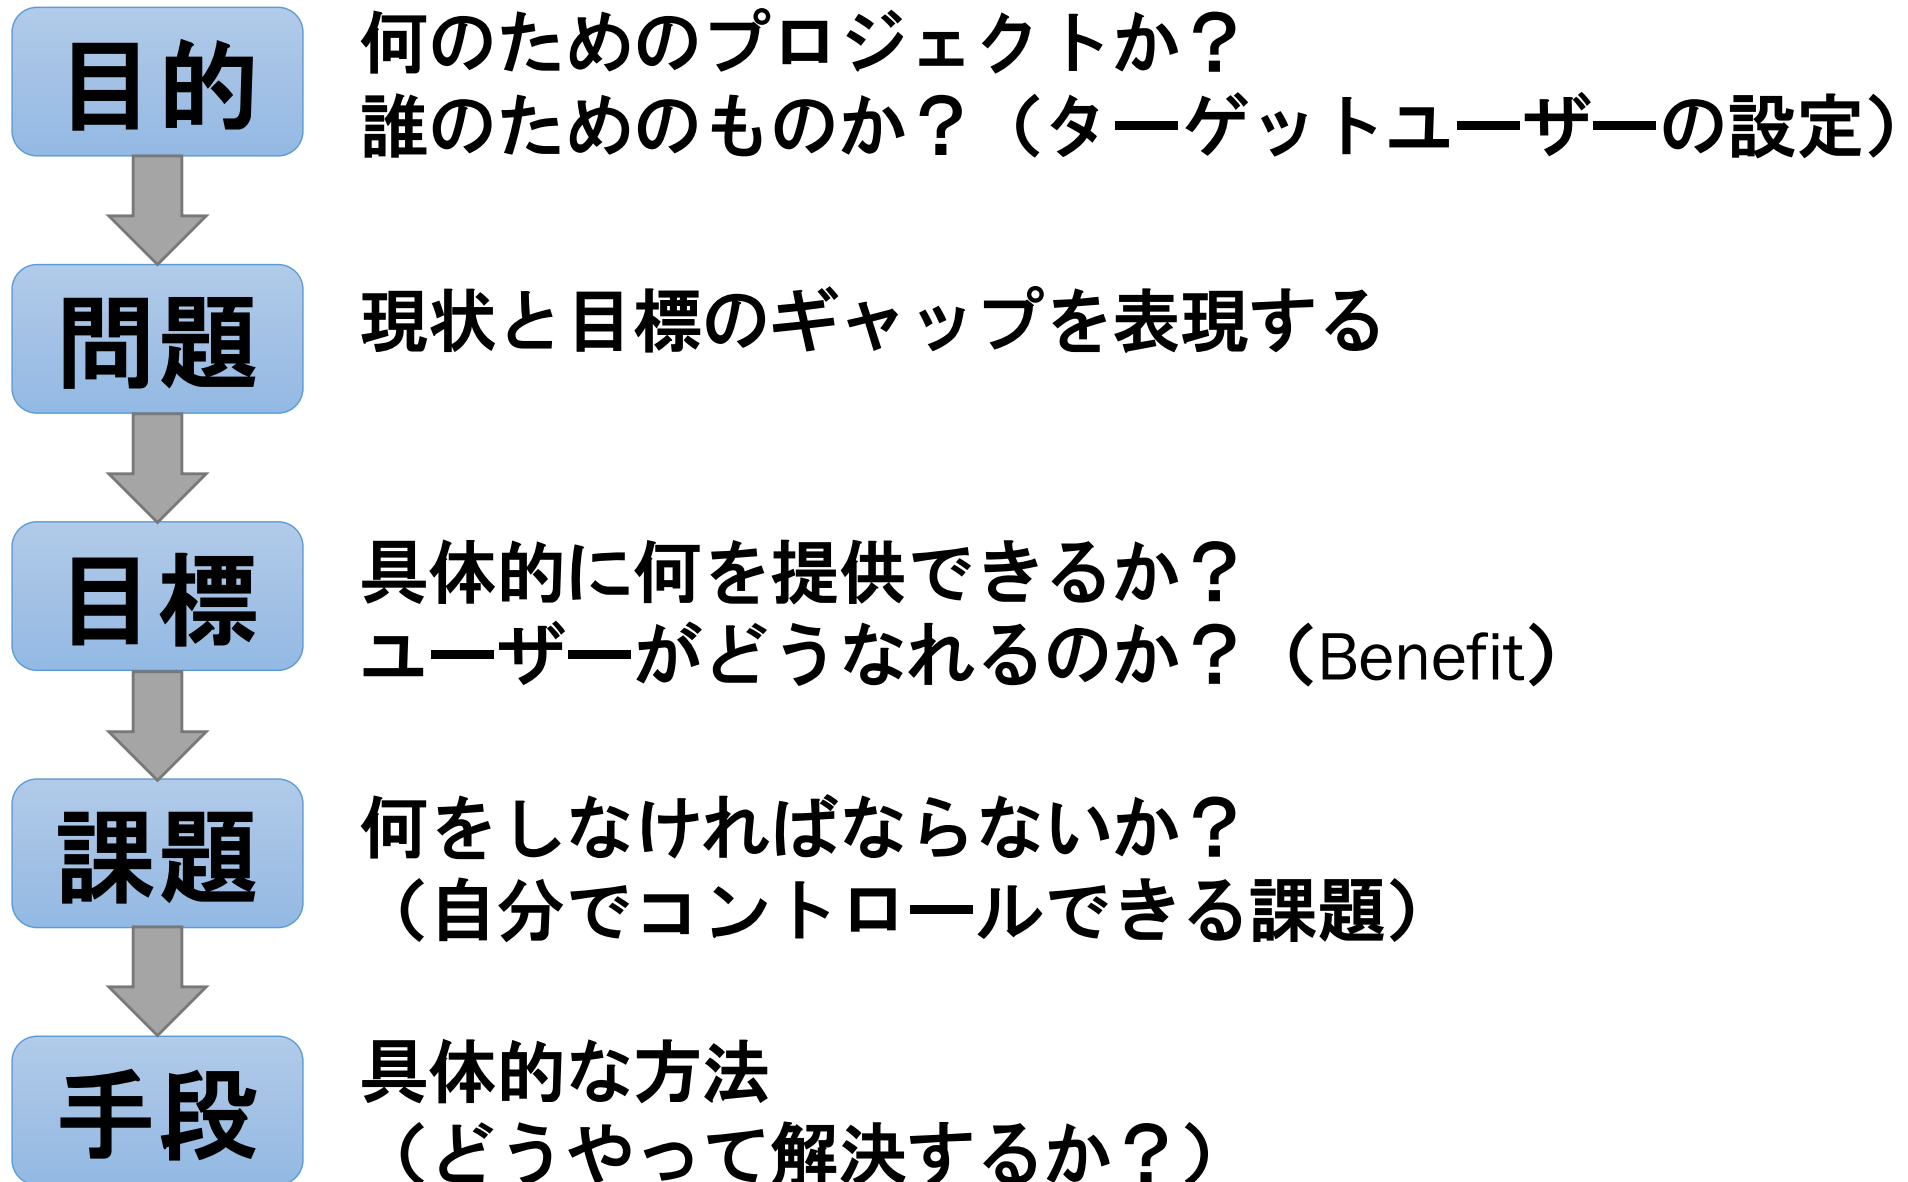 目的
何のためのプロジェクトか？
誰のためのものか？（ターゲットユーザーの設定）
問題
現状と目標のギャップを表現する
目標
具体的に何を提供できるか？
ユーザーがどうなれるのか？（Benefit）
課題
何をしなければならないか？
（自分でコントロールできる課題）
手段
具体的な方法
（どうやって解決するか？）